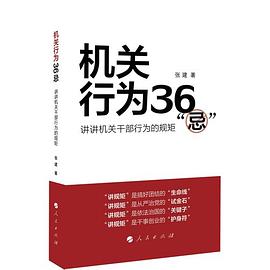 机关行为36忌
讲讲机关干部行为的规矩
张建 著
机关
张 建 著
行为36“忌”
讲讲机关干部行为的规矩
“讲规矩”是搞好团结的“生命线”
“讲规矩”是从严治党的“试金石”
“讲规矩”是依法治国的“关键子”
“讲规矩”是干事创业的“护身符”
人民出版社